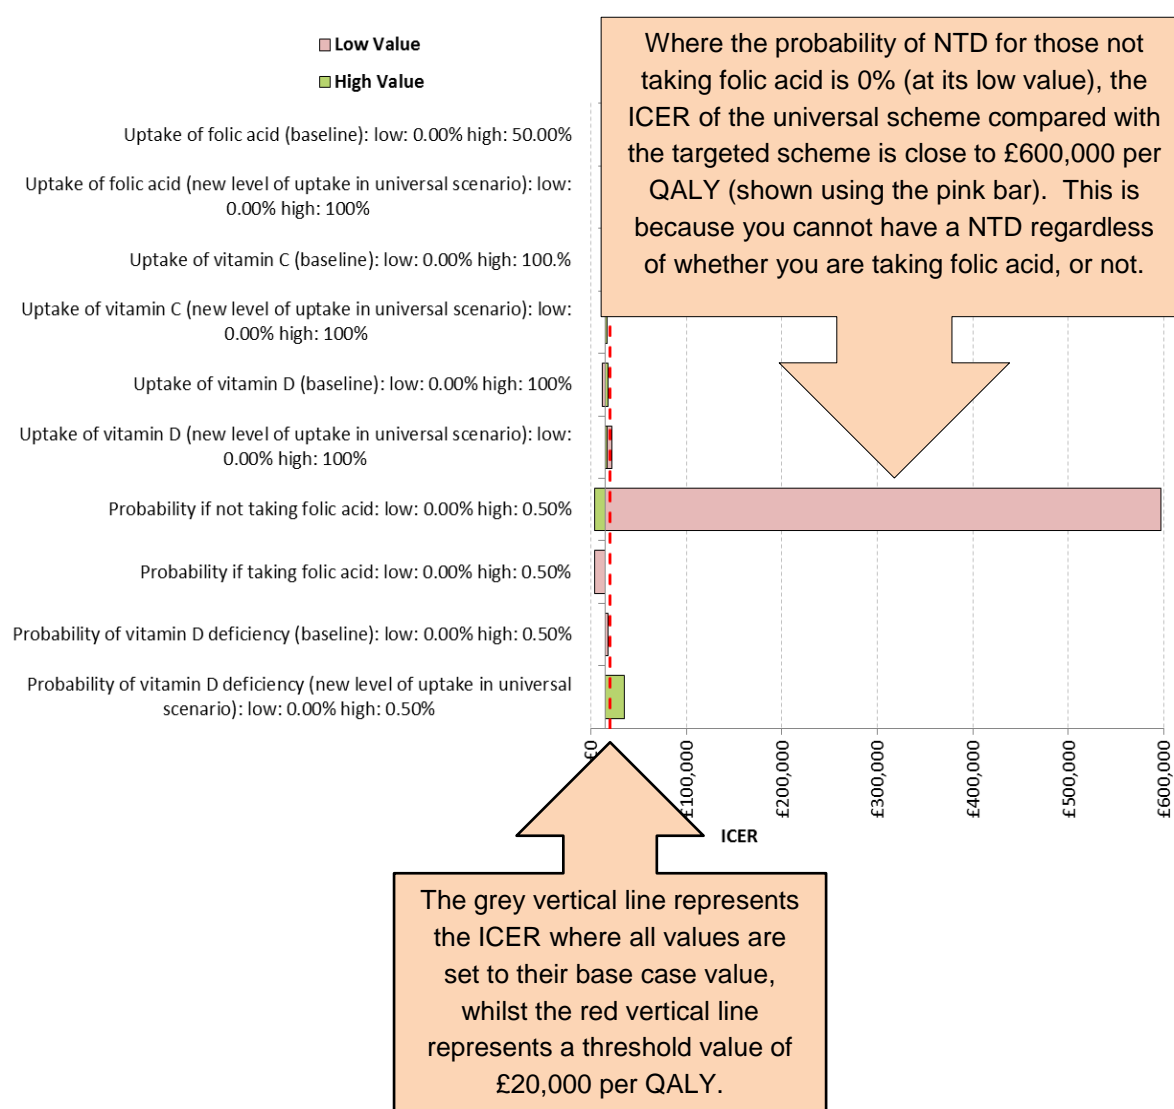 Low Value
High Value
Where the probability of NTD for those not
taking folic acid is 0% (at its low value), the
ICER of the universal scheme compared with
the targeted scheme is close to £600,000 per
QALY (shown using the pink bar).  This is
because you cannot have a NTD regardless
of whether you are taking folic acid, or not.
Uptake of folic acid (baseline): low: 0.00% high: 50.00%
Uptake of folic acid (new level of uptake in universal scenario): low:
0.00% high: 100%
Uptake of vitamin C (baseline): low: 0.00% high: 100.%
Uptake of vitamin C (new level of uptake in universal scenario): low:
0.00% high: 100%
Uptake of vitamin D (baseline): low: 0.00% high: 100%
Uptake of vitamin D (new level of uptake in universal scenario): low:
0.00% high: 100%
Probability if not taking folic acid: low: 0.00% high: 0.50%
Probability if taking folic acid: low: 0.00% high: 0.50%
Probability of vitamin D deficiency (baseline): low: 0.00% high: 0.50%
Probability of vitamin D deficiency (new level of uptake in universal
scenario): low: 0.00% high: 0.50%
£0
£100,000
£200,000
£300,000
£400,000
£500,000
£600,000
ICER
The grey vertical line represents
the ICER where all values are
set to their base case value,
whilst the red vertical line
represents a threshold value of
£20,000 per QALY.